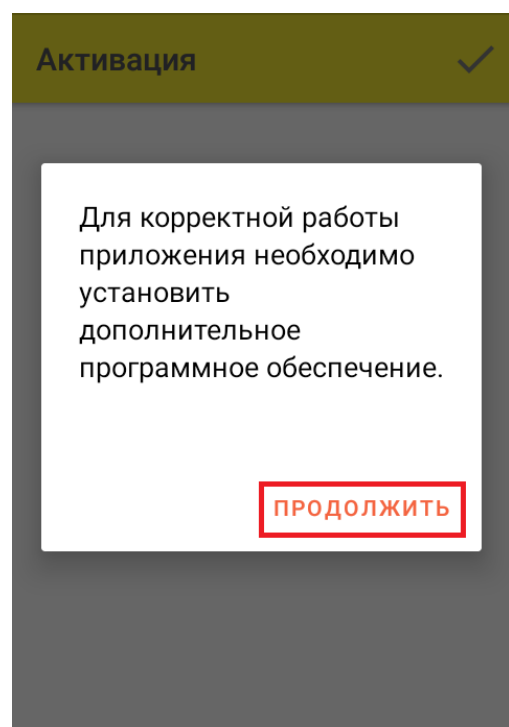 Активация
Для корректной работы
приложения необходимо
установить
дополнительное
программное обеспечение.
ПРОДОЛЖИТЬ